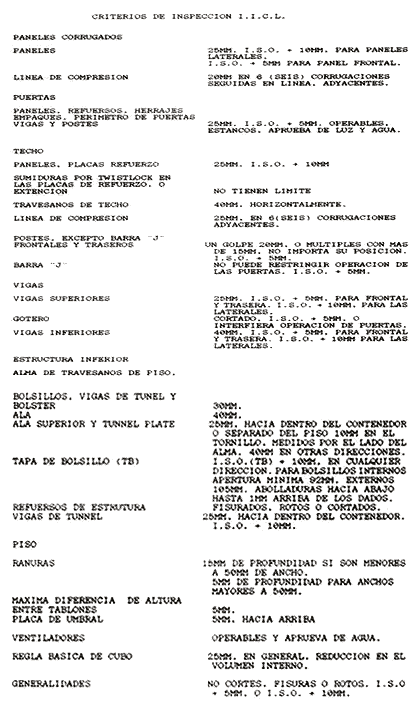 CRITERIOS DE INSPECCION I.I.C.L.
PANELES CORRUGADOS
PANELES 25MM. I.S.O. + 10MM. PARA PANELES
LATERALES.
I.S.O. + 5MM PARA PANEL FRONTAL.
LINEA DE COMPRESION 20MM EN 6 (SEIS) CORRUGACIONES
SEGUIDAS EN LINEA. ADYACENTES.
PUERTAS
PANELES. REFUERSOS. HERRAJES
EMPAQUES. PERIMETRO DE PUERTAS
VIGAS Y POSTES 25MM. I.S.O. + 5MM. OPERABLES.
ESTANCOS. APRUEBA DE LUZ Y AGUA.
TECHO
PANELES. PLACAS REFUERZO 25MM. I.S.O. + 10MM
SUMIDURAS POR TWISTLOCK EN
LAS PLACAS DE REFUERZO. O
EXTENCION NO TIENEN LIMITE
TRAVESANOS DE TECHO 40MM. HORIZONTALMENTE.
LINEA DE COMPRESION 25MM. EN 6(SEIS) CORRUGACIONES
ADYACENTES.
POSTES. EXCEPTO BARRA "J"
FRONTALES Y TRASEROS UN GOLPE 20MM. O MULTIPLES CON MAS
DE 15MM. NO IMPORTA SU POSICION.
I.S.O. + 5MM.
BARRA "J" NO PUEDE RESTRINGIR OPERACION DE
LAS PUERTAS. I.S.O. + 5MM.
VIGAS
VIGAS SUPERIORES 25MM. I.S.O. + 5MM. PARA FRONTAL
Y TRASERA. I.S.O. + 10MM PARA LAS
LATERALES.
GOTERO CORTADO. I.S.O. + 5MM. O
INTERFIERA OPERACION DE PUERTAS.
VIGAS INFERIORES 40MM. I.S.O. + 5MM. PARA FRONTAL
Y TRASERA. I.S.O. + 10MM PARA LAS
LATERALES.
ESTRUCTURA INFERIOR
ALMA DE TRAVESANOS DE PISO.
BOLSILLOS. VIGAS DE TUNEL Y
BOLSTER 30MM.
ALA 40MM.
ALA SUPERIOR Y TUNNEL PLATE 25MM. HACIA DENTRO DEL CONTENEDOR
O SEPARADO DEL PISO 10MM EN EL
TORNILLO. MEDIDOS POR EL LADO DEL
ALMA. 40MM EN OTRAS DIRECCIONES.
TAPA DE BOLSILLO (TB) I.S.O.(TB) + 10MM. EN CUALQUIER
DIRECCION. PARA BOLSILLOS INTERNOS
APERTURA MINIMA 92MM. EXTERNOS
105MM. ABOLLATURAS HACIA ABAJO
HASTA 1MM ARRIBA DE LOS DADOS.
REFUERSOS DE ESTRUTURA FISURADOS. ROTOS O CORTADOS.
VIGAS DE TUNNEL 25MM. HACIA DENTRO DEL CONTENEDOR.
I.S.O. + 10MM.
PISO
RANURAS 15MM DE PROFUNDIDAD SI SON MENORES
A 50MM DE ANCHO.
5MM DE PROFUNDIDAD PARA ANCHOS
MAYORES A 50MM.
MAXIMA DIFERENCIA DE ALTURA
ENTRE TABLONES 5MM.
PLACA DE UMBRAL 5MM. HACIA ARRIBA
VENTILADORES OPERABLES Y APRUEVA DE AGUA.
REGLA BASICA DE CUBO 25MM. EN GENERAL. REDUCCION EN EL
VOLUMEN INTERNO.
GENERALIDADES NO CORTES. FISURAS O ROTOS. I.S.O
+ 5MM. O I.S.O. + 10MM.